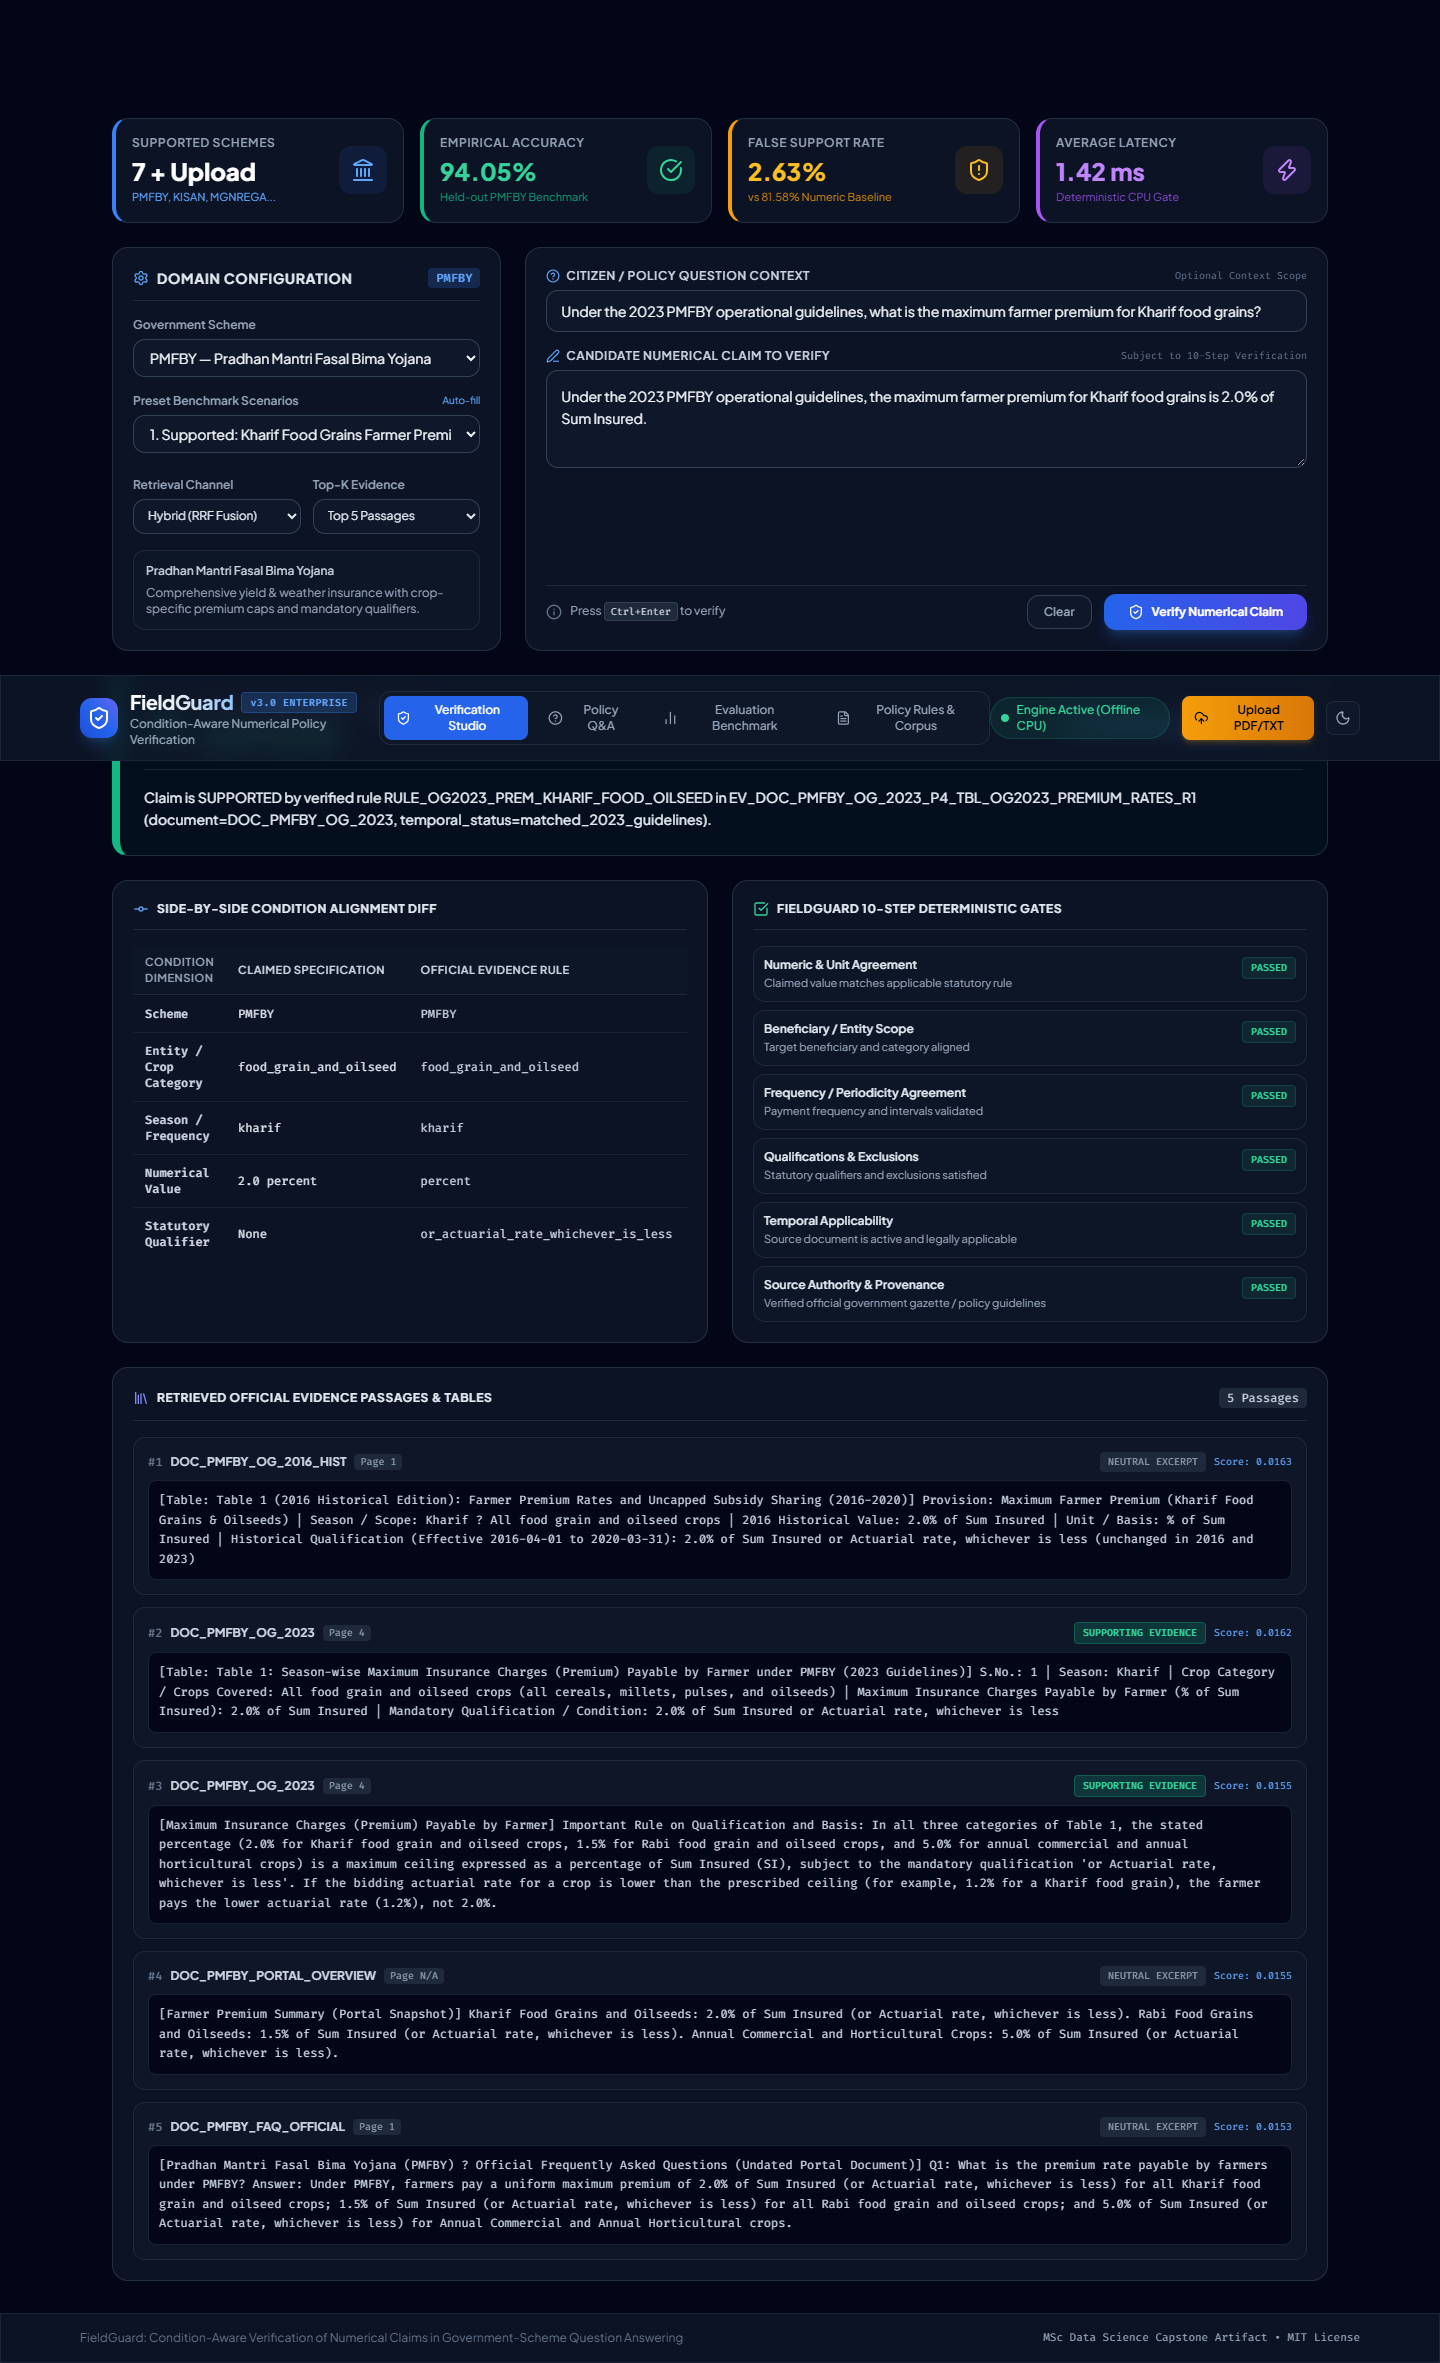 SUPPORTED SCHEMES
7 + Upload
PMFBY, KISAN, MGNREGA...
EMPIRICAL ACCURACY
94.05%
Held-out PMFBY Benchmark
FALSE SUPPORT RATE
2.63%
vs 81.58% Numeric Baseline
AVERAGE LATENCY
1.42 ms
Deterministic CPU Gate
DOMAIN CONFIGURATION
PMFBY
Government Scheme
PMFBY — Pradhan Mantri Fasal Bima Yojana
Preset Benchmark Scenarios
Auto-fill
1. Supported: Kharif Food Grains Farmer Premi
Retrieval Channel
Top-K Evidence
Hybrid (RRF Fusion)
Top 5 Passages
Pradhan Mantri Fasal Bima Yojana
Comprehensive yield & weather insurance with crop-
specific premium caps and mandatory qualifiers.
CITIZEN / POLICY QUESTION CONTEXT
Optional Context Scope
Under the 2023 PMFBY operational guidelines, what is the maximum farmer premium for Kharif food grains?
CANDIDATE NUMERICAL CLAIM TO VERIFY
Subject to 10-Step Verification
Under the 2023 PMFBY operational guidelines, the maximum farmer premium for Kharif food grains is 2.0% of
Sum Insured.
Press Ctrl+Enter to verify
Clear
Verify Numerical Claim
FieldGuard
v3.0 ENTERPRISE
Condition-Aware Numerical Policy
Verification
Verification
Studio
Policy
Q&A
Evaluation
Benchmark
Policy Rules &
Corpus
Engine Active (Offline
CPU)
Upload
PDF/TXT
Claim is SUPPORTED by verified rule RULE_OG2023_PREM_KHARIF_FOOD_OILSEED in EV_DOC_PMFBY_OG_2023_P4_TBL_OG2023_PREMIUM_RATES_R1
(document=DOC_PMFBY_OG_2023, temporal_status=matched_2023_guidelines).
SIDE-BY-SIDE CONDITION ALIGNMENT DIFF
CONDITION
DIMENSION
CLAIMED SPECIFICATION
OFFICIAL EVIDENCE RULE
Scheme
PMFBY
PMFBY
Entity /
Crop
Category
food_grain_and_oilseed
food_grain_and_oilseed
Season /
Frequency
kharif
kharif
Numerical
Value
2.0 percent
percent
Statutory
Qualifier
None
or_actuarial_rate_whichever_is_less
FIELDGUARD 10-STEP DETERMINISTIC GATES
Numeric & Unit Agreement
Claimed value matches applicable statutory rule
PASSED
Beneficiary / Entity Scope
Target beneficiary and category aligned
PASSED
Frequency / Periodicity Agreement
Payment frequency and intervals validated
PASSED
Qualifications & Exclusions
Statutory qualifiers and exclusions satisfied
PASSED
Temporal Applicability
Source document is active and legally applicable
PASSED
Source Authority & Provenance
Verified official government gazette / policy guidelines
PASSED
RETRIEVED OFFICIAL EVIDENCE PASSAGES & TABLES
5 Passages
#1 DOC_PMFBY_OG_2016_HIST Page 1
NEUTRAL EXCERPT Score: 0.0163
[Table: Table 1 (2016 Historical Edition): Farmer Premium Rates and Uncapped Subsidy Sharing (2016-2020)] Provision: Maximum Farmer Premium (Kharif Food
Grains & Oilseeds) | Season / Scope: Kharif ? All food grain and oilseed crops | 2016 Historical Value: 2.0% of Sum Insured | Unit / Basis: % of Sum
Insured | Historical Qualification (Effective 2016-04-01 to 2020-03-31): 2.0% of Sum Insured or Actuarial rate, whichever is less (unchanged in 2016 and
2023)
#2 DOC_PMFBY_OG_2023 Page 4
SUPPORTING EVIDENCE Score: 0.0162
[Table: Table 1: Season-wise Maximum Insurance Charges (Premium) Payable by Farmer under PMFBY (2023 Guidelines)] S.No.: 1 | Season: Kharif | Crop Category
/ Crops Covered: All food grain and oilseed crops (all cereals, millets, pulses, and oilseeds) | Maximum Insurance Charges Payable by Farmer (% of Sum
Insured): 2.0% of Sum Insured | Mandatory Qualification / Condition: 2.0% of Sum Insured or Actuarial rate, whichever is less
#3 DOC_PMFBY_OG_2023 Page 4
SUPPORTING EVIDENCE Score: 0.0155
[Maximum Insurance Charges (Premium) Payable by Farmer] Important Rule on Qualification and Basis: In all three categories of Table 1, the stated
percentage (2.0% for Kharif food grain and oilseed crops, 1.5% for Rabi food grain and oilseed crops, and 5.0% for annual commercial and annual
horticultural crops) is a maximum ceiling expressed as a percentage of Sum Insured (SI), subject to the mandatory qualification 'or Actuarial rate,
whichever is less'. If the bidding actuarial rate for a crop is lower than the prescribed ceiling (for example, 1.2% for a Kharif food grain), the farmer
pays the lower actuarial rate (1.2%), not 2.0%.
#4 DOC_PMFBY_PORTAL_OVERVIEW Page N/A
NEUTRAL EXCERPT Score: 0.0155
[Farmer Premium Summary (Portal Snapshot)] Kharif Food Grains and Oilseeds: 2.0% of Sum Insured (or Actuarial rate, whichever is less). Rabi Food Grains
and Oilseeds: 1.5% of Sum Insured (or Actuarial rate, whichever is less). Annual Commercial and Horticultural Crops: 5.0% of Sum Insured (or Actuarial
rate, whichever is less).
#5 DOC_PMFBY_FAQ_OFFICIAL Page 1
NEUTRAL EXCERPT Score: 0.0153
[Pradhan Mantri Fasal Bima Yojana (PMFBY) ? Official Frequently Asked Questions (Undated Portal Document)] Q1: What is the premium rate payable by farmers
under PMFBY? Answer: Under PMFBY, farmers pay a uniform maximum premium of 2.0% of Sum Insured (or Actuarial rate, whichever is less) for all Kharif food
grain and oilseed crops; 1.5% of Sum Insured (or Actuarial rate, whichever is less) for all Rabi food grain and oilseed crops; and 5.0% of Sum Insured (or
Actuarial rate, whichever is less) for Annual Commercial and Annual Horticultural crops.
FieldGuard: Condition-Aware Verification of Numerical Claims in Government-Scheme Question Answering
MSc Data Science Capstone Artifact • MIT License